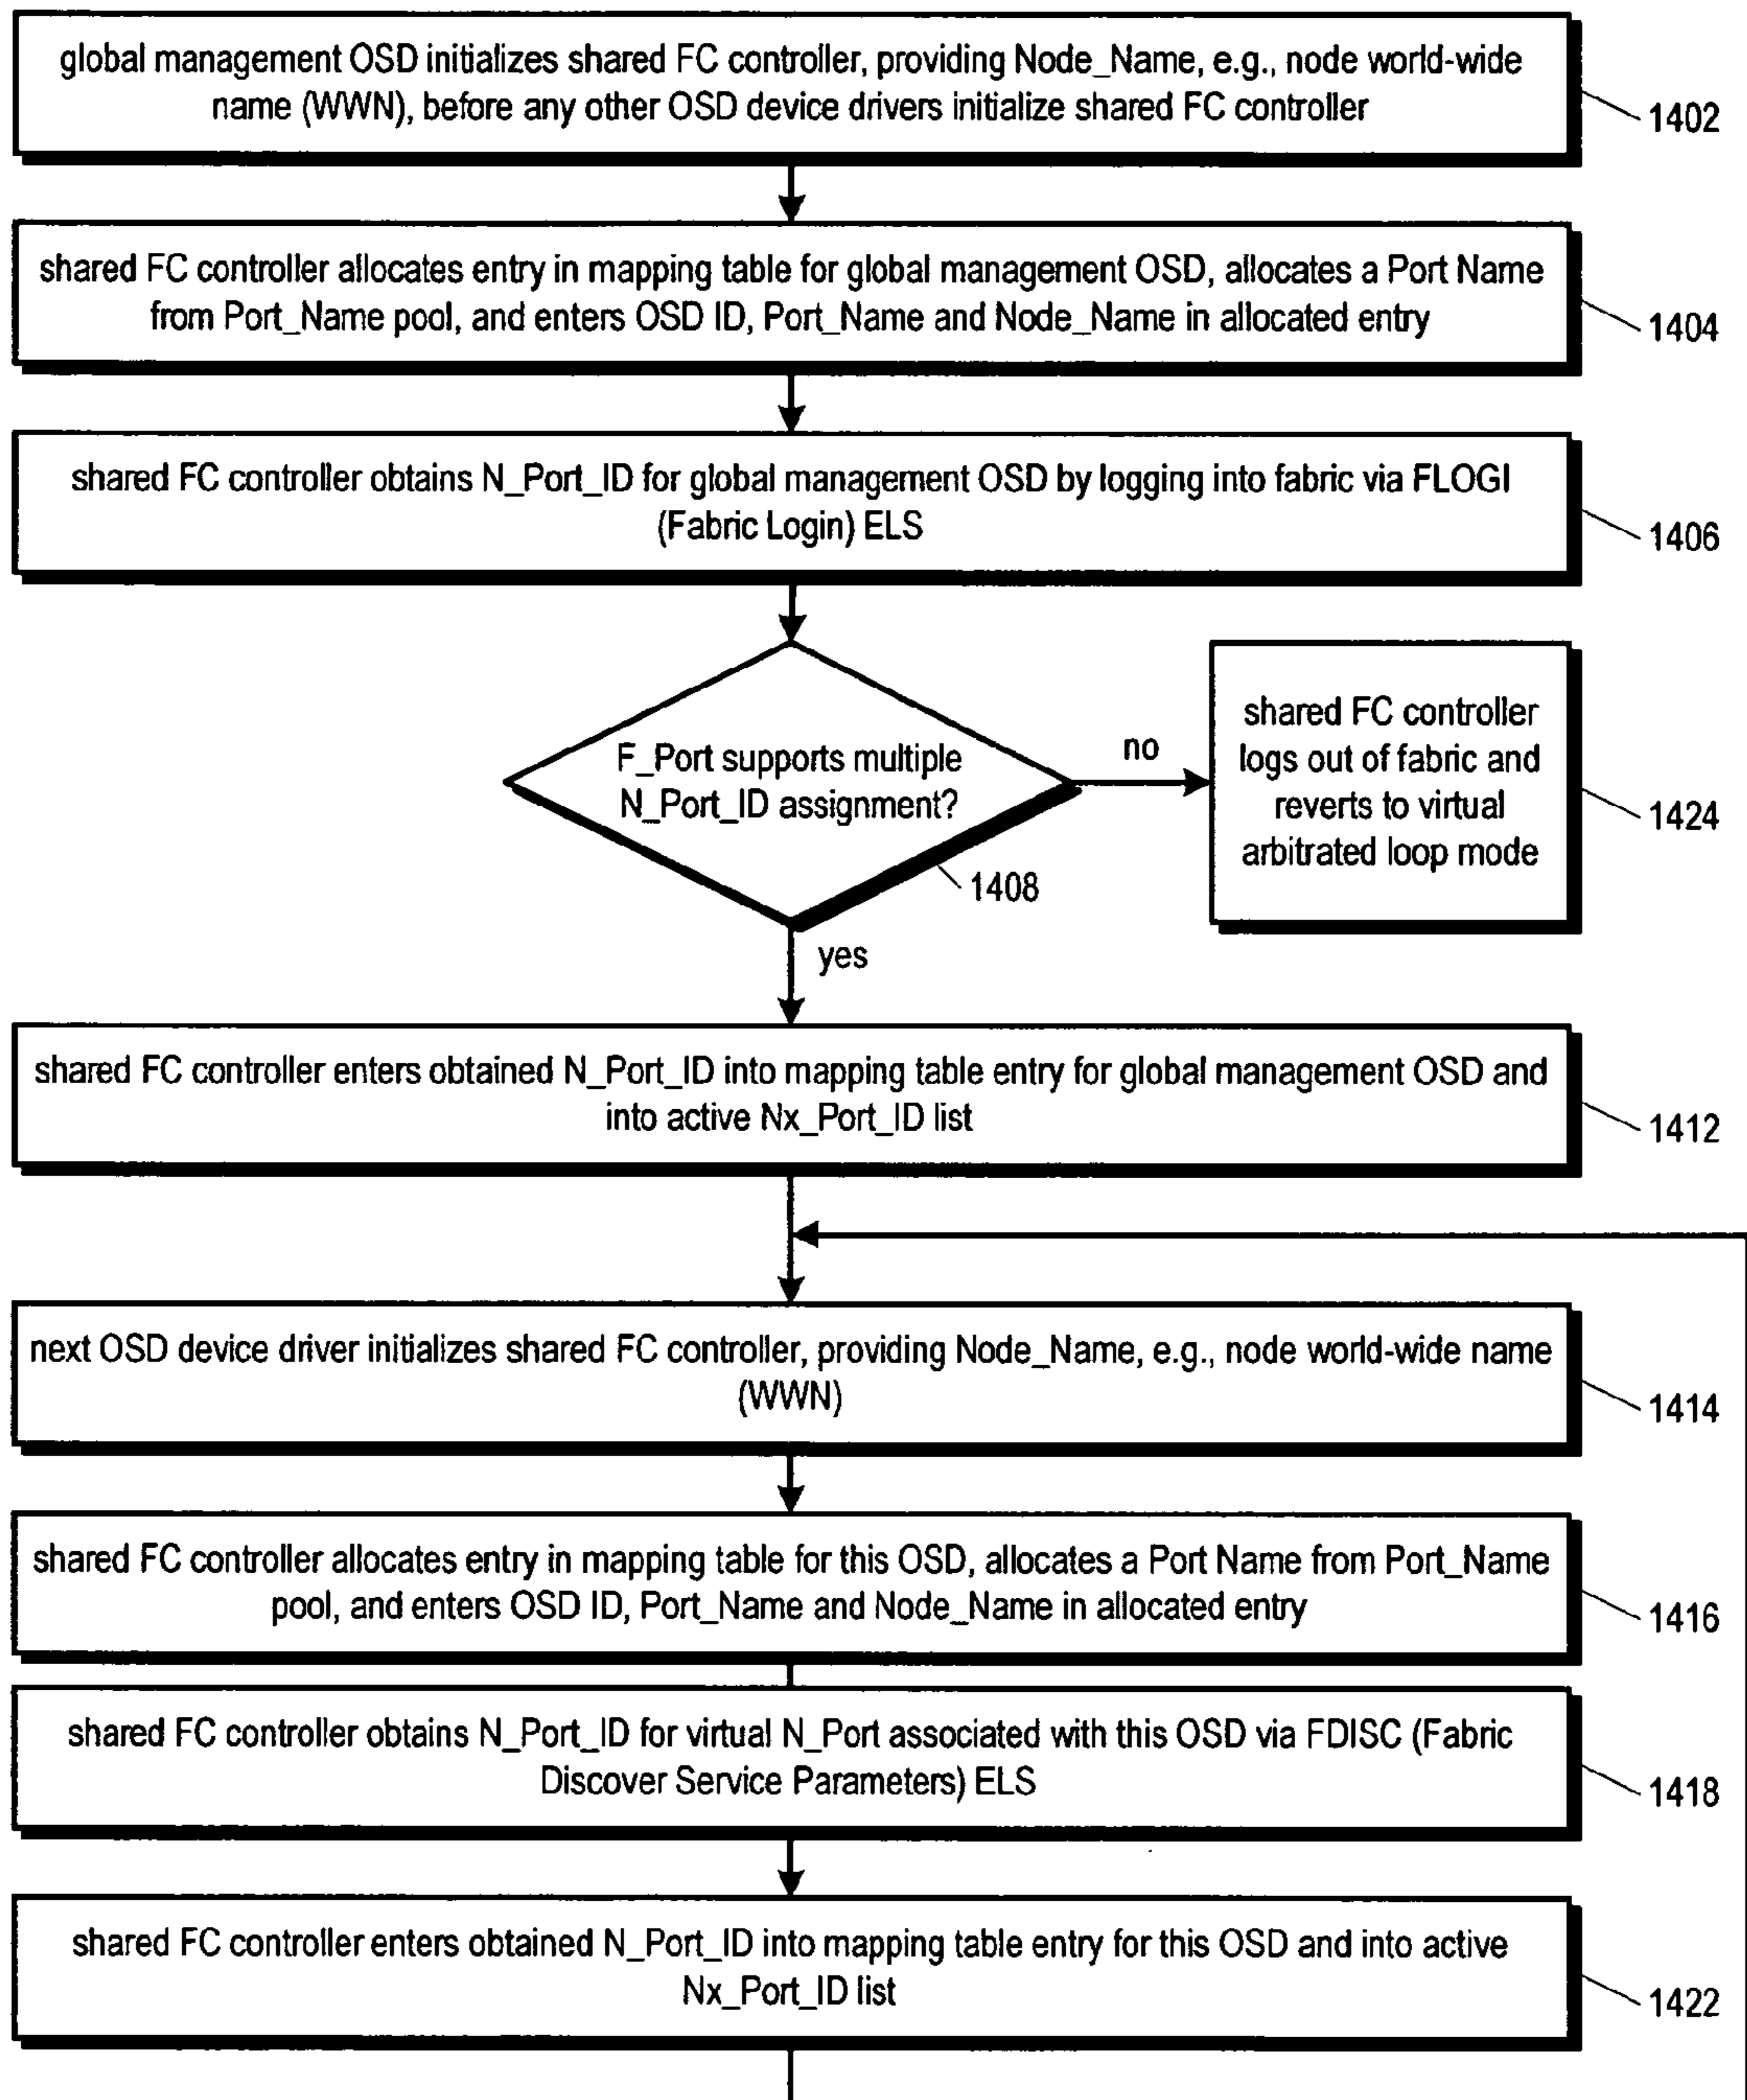 global management OSD initializes shared FC controller, providing Node_Name, e.g., node world-wide
name (WWN), before any other OSD device drivers initialize shared FC controller
1402
shared FC controller allocates entry in mapping table for global management OSD, allocates a Port Name
from Port_Name pool, and enters OSD ID, Port_Name and Node_Name in allocated entry
1404
shared FC controller obtains N_Port_ID for global management OSD by logging into fabric via FLOGI
(Fabric Login) ELS
1406
F_Port supports multiple
N_Port_ID assignment?
1408
no
shared FC controller
logs out of fabric and
reverts to virtual
arbitrated loop mode
1424
yes
shared FC controller enters obtained N_Port_ID into mapping table entry for global management OSD and
into active Nx_Port_ID list
1412
next OSD device driver initializes shared FC controller, providing Node_Name, e.g., node world-wide name
(WWN)
1414
shared FC controller allocates entry in mapping table for this OSD, allocates a Port Name from Port_Name
pool, and enters OSD ID, Port_Name and Node_Name in allocated entry
1416
shared FC controller obtains N_Port_ID for virtual N_Port associated with this OSD via FDISC (Fabric
Discover Service Parameters) ELS
1418
shared FC controller enters obtained N_Port_ID into mapping table entry for this OSD and into active
Nx_Port_ID list
1422